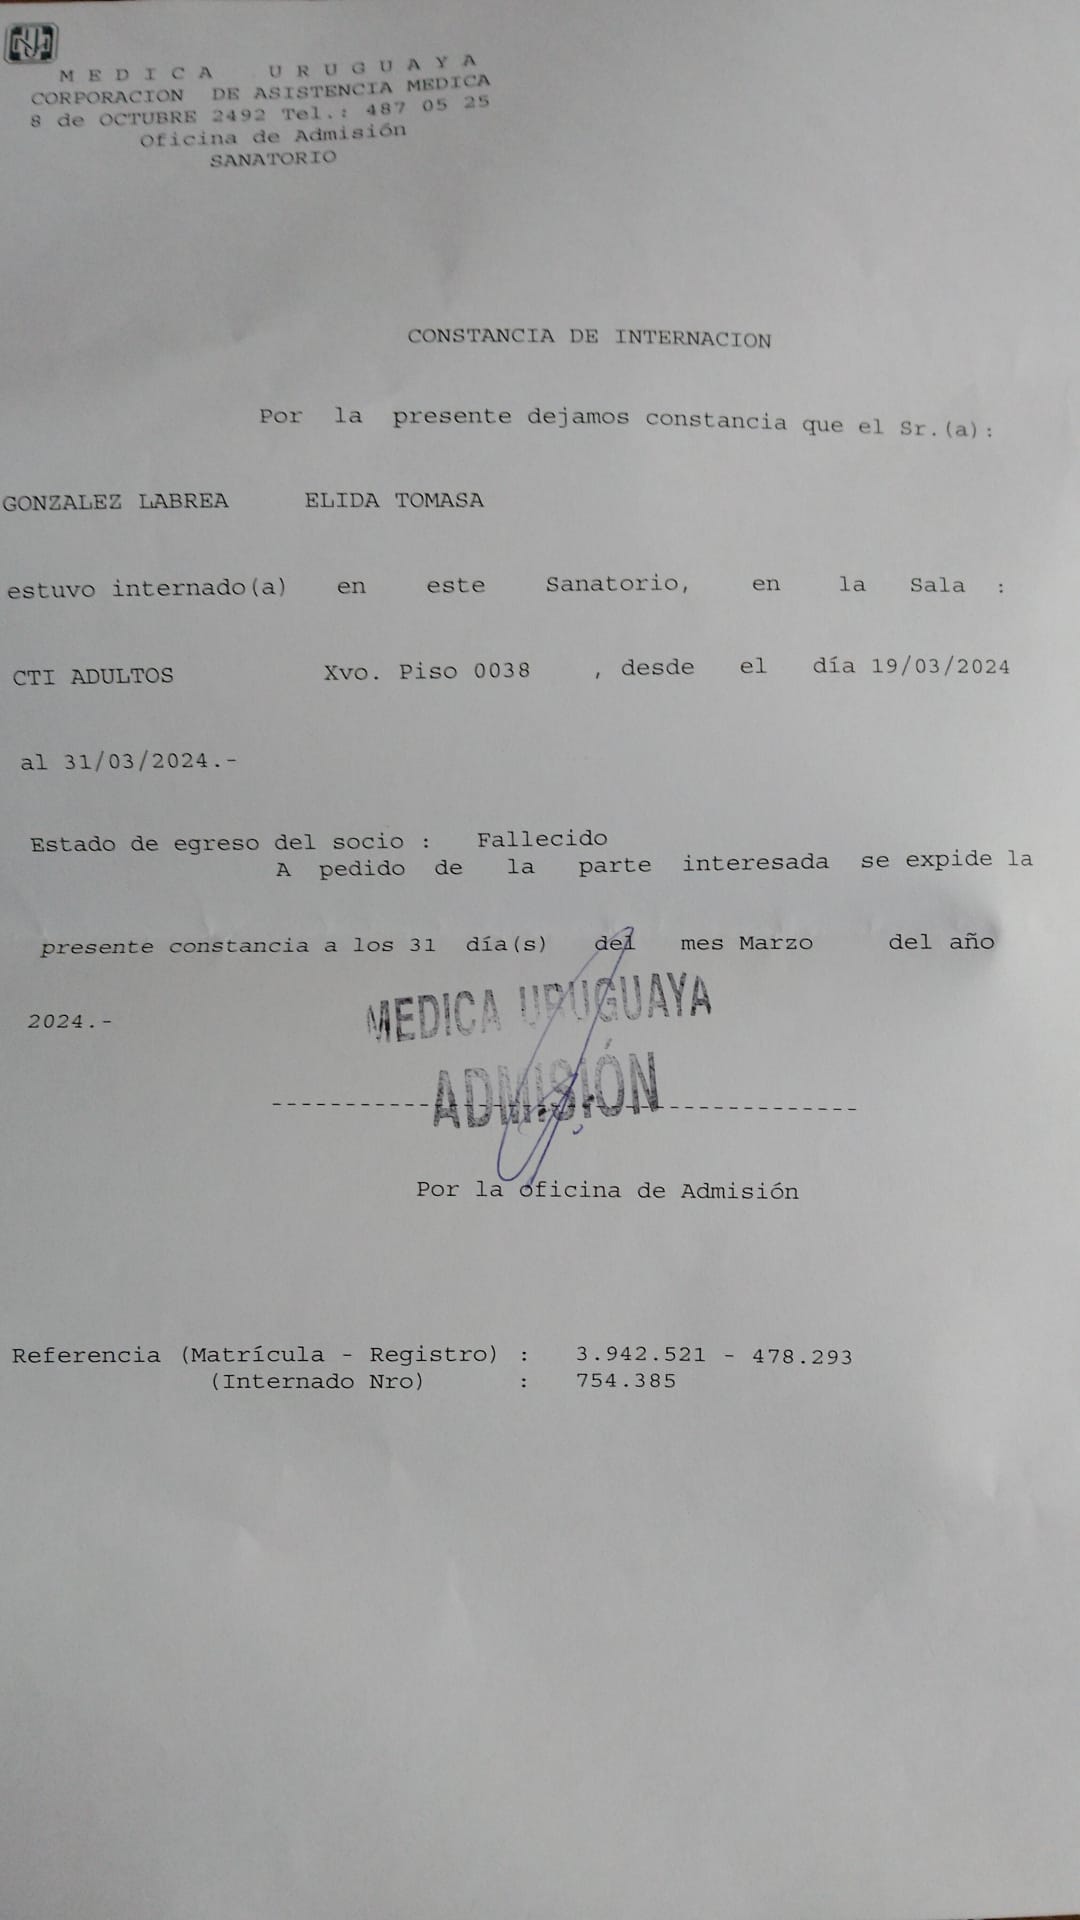 MEDICA URUGUAYA
CORPORACION DE ASISTENCIA MEDICA
8 de OCTUBRE 2492 Tel.: 487 05 25
Oficina de Admisión
SANATORIO
CONSTANCIA DE INTERNACION
Por la presente dejamos constancia que el Sr.(a):
GONZALEZ LABREA ELIDA TOMASA
estuvo internado(a) en este Sanatorio, en la Sala :
CTI ADULTOS Xvo. Piso 0038 , desde el día 19/03/2024
al 31/03/2024.-
Estado de egreso del socio : Fallecido
A pedido de la parte interesada se expide la
presente constancia a los 31 día(s) del mes Marzo del año
2024.-
MEDICA URUGUAYA
ADMISIÓN
Por la oficina de Admisión
Referencia (Matrícula - Registro) : 3.942.521 - 478.293
(Internado Nro) : 754.385